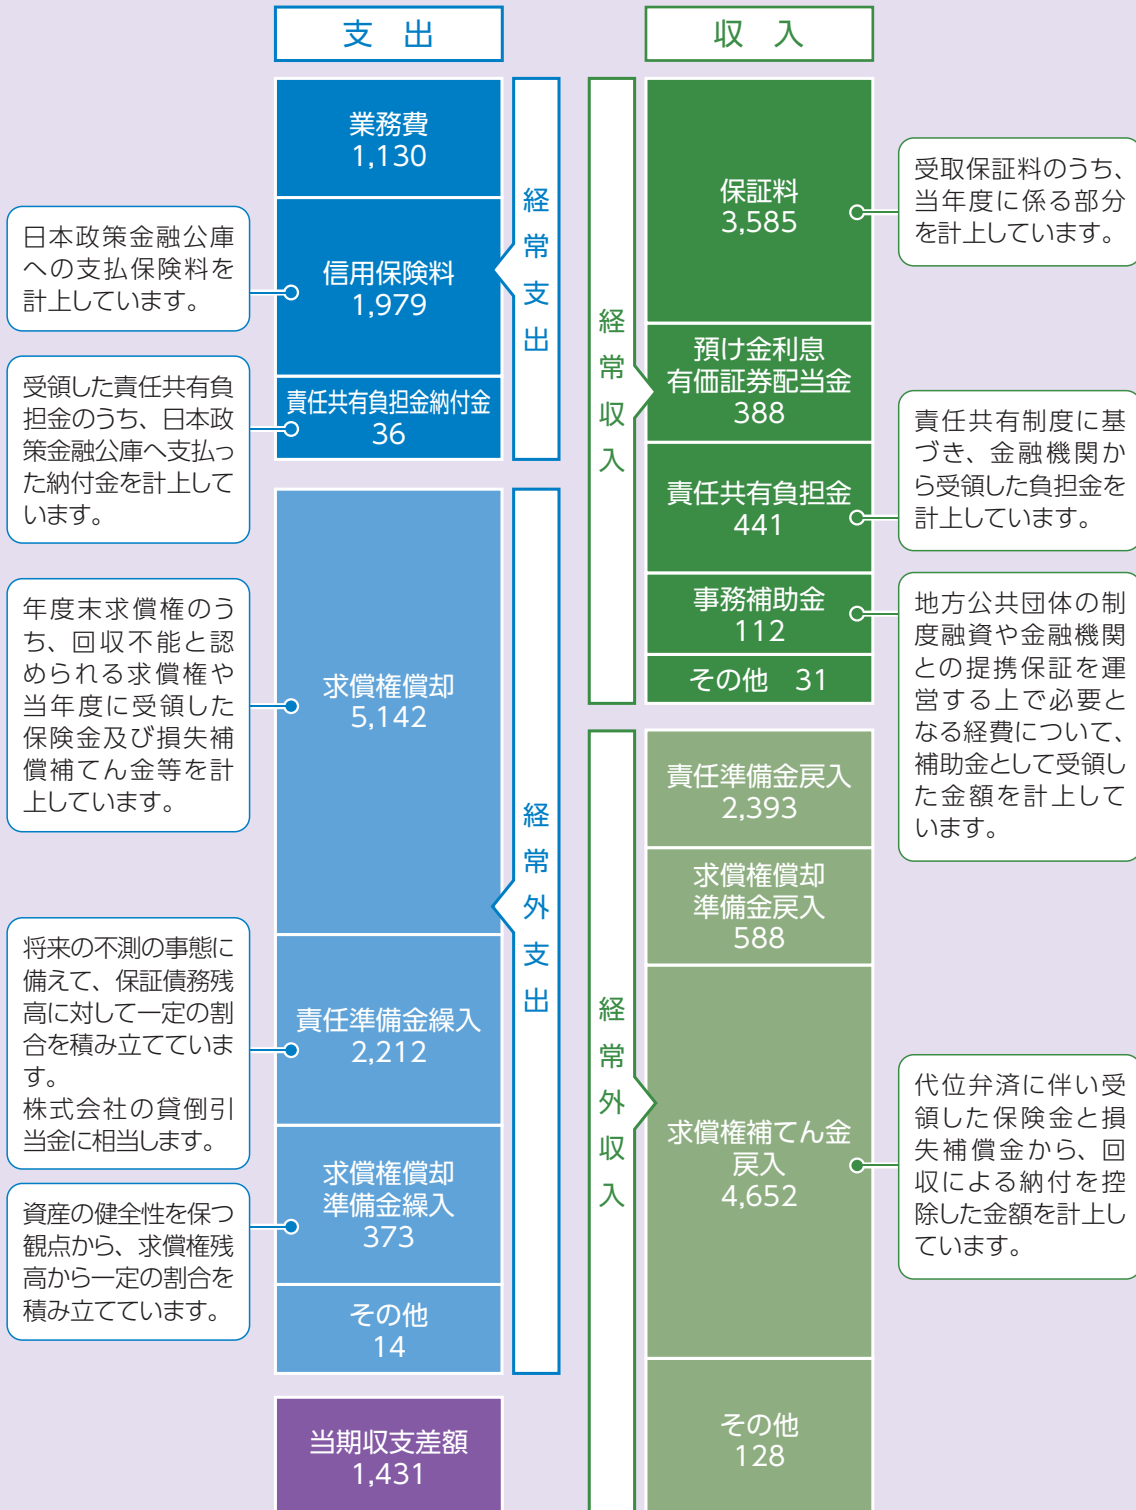 支出
業務費
1,130
信用保険料
1,979
責任共有負担金納付金
36
経常支出
日本政策金融公庫
への支払保険料を
計上しています。
受領した責任共有負
担金のうち、日本政
策金融公庫へ支払っ
た納付金を計上して
います。
求償権償却
5,142
責任準備金繰入
2,212
求償権償却
準備金繰入
373
その他
14
経常外支出
年度末求償権のう
ち、回収不能と認
められる求償権や
当年度に受領した
保険金及び損失補
償補てん金等を計
上しています。
将来の不測の事態に
備えて、保証債務残
高に対して一定の割
合を積み立てていま
す。
株式会社の貸倒引
当金に相当します。
資産の健全性を保つ
観点から、求償権残
高から一定の割合を
積み立てています。
当期収支差額
1,431
収入
経常収入
保証料
3,585
預け金利息
有価証券配当金
388
責任共有負担金
441
事務補助金
112
その他 31
受取保証料のうち、
当年度に係る部分
を計上しています。
責任共有制度に基
づき、金融機関か
ら受領した負担金を
計上しています。
地方公共団体の制
度融資や金融機関
との提携保証を運
営する上で必要と
なる経費について、
補助金として受領し
た金額を計上して
います。
経常外収入
責任準備金戻入
2,393
求償権償却
準備金戻入
588
求償権補てん金
戻入
4,652
その他
128
代位弁済に伴い受
領した保険金と損
失補償金から、回
収による納付を控
除した金額を計上し
ています。